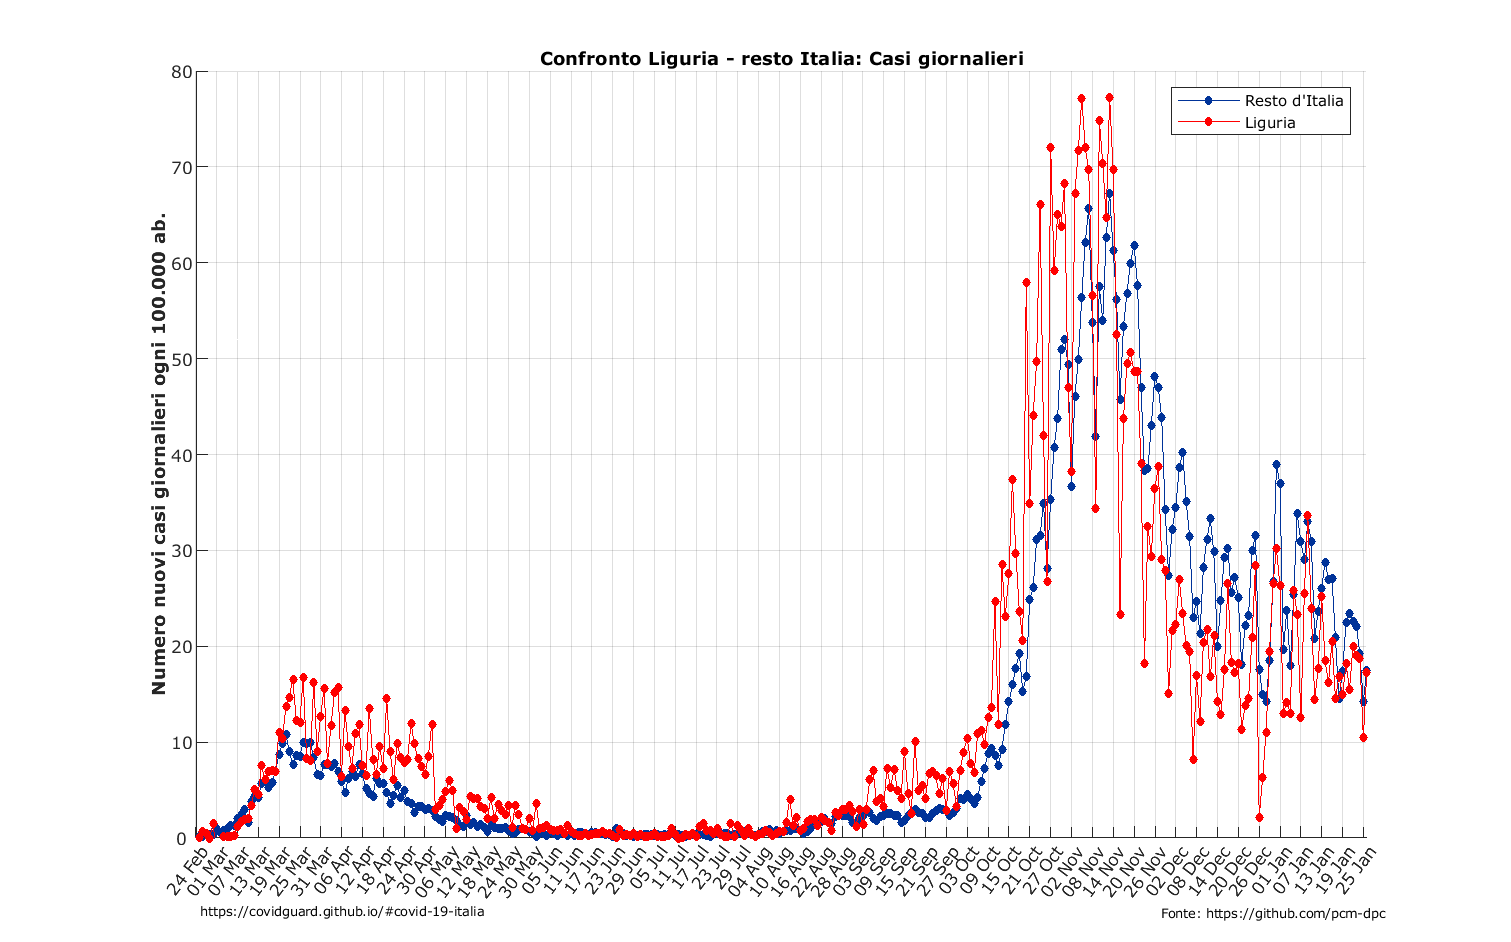 Confronto Liguria - resto Italia: Casi giornalieri
Numero nuovi casi giornalieri ogni 100.000 ab.
80
70
60
50
40
30
20
10
0
Resto d'Italia
Liguria
24 Feb
01 Mar
07 Mar
13 Mar
19 Mar
25 Mar
31 Mar
06 Apr
12 Apr
18 Apr
24 Apr
30 Apr
06 May
12 May
18 May
24 May
30 May
05 Jun
11 Jun
17 Jun
23 Jun
29 Jun
05 Jul
11 Jul
17 Jul
23 Jul
29 Jul
04 Aug
10 Aug
16 Aug
22 Aug
28 Aug
03 Sep
09 Sep
15 Sep
21 Sep
27 Sep
03 Oct
09 Oct
15 Oct
21 Oct
27 Oct
02 Nov
08 Nov
14 Nov
20 Nov
26 Nov
02 Dec
08 Dec
14 Dec
20 Dec
26 Dec
01 Jan
07 Jan
13 Jan
19 Jan
25 Jan
https://covidguard.github.io/#covid-19-italia
Fonte: https://github.com/pcm-dpc